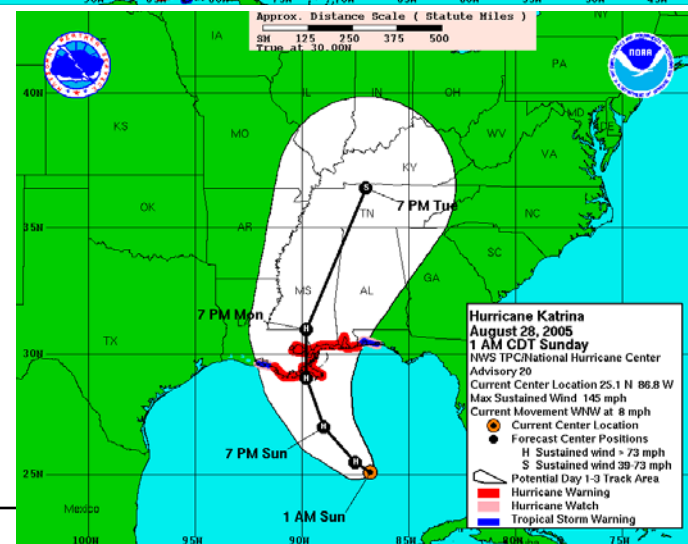 Approx. Distance Scale ( Statute Miles )
SM 125 250 375 500
True at 30.00N
NOAA
NY
IA
PA
IL
IN
OH
40N
MD
DE
KS
MO
WV
VA
KY
7 PM Tue
S
OK
TN
NC
35N
AR
SC
MS
AL
GA
7 PM Mon
H
TX
30N
H
7 PM Sun
H
H
25N
1 AM Sun
Mexico
100W
95W
90W
85W
80W
75W
Hurricane Katrina
August 28, 2005
1 AM CDT Sunday
NWS TPC/National Hurricane Center
Advisory 20
Current Center Location 25.1 N 86.8 W
Max Sustained Wind 145 mph
Current Movement WNW at 8 mph
Current Center Location
Forecast Center Positions
H Sustained wind > 73 mph
S Sustained wind 39-73 mph
Potential Day 1-3 Track Area
Hurricane Warning
Hurricane Watch
Tropical Storm Warning